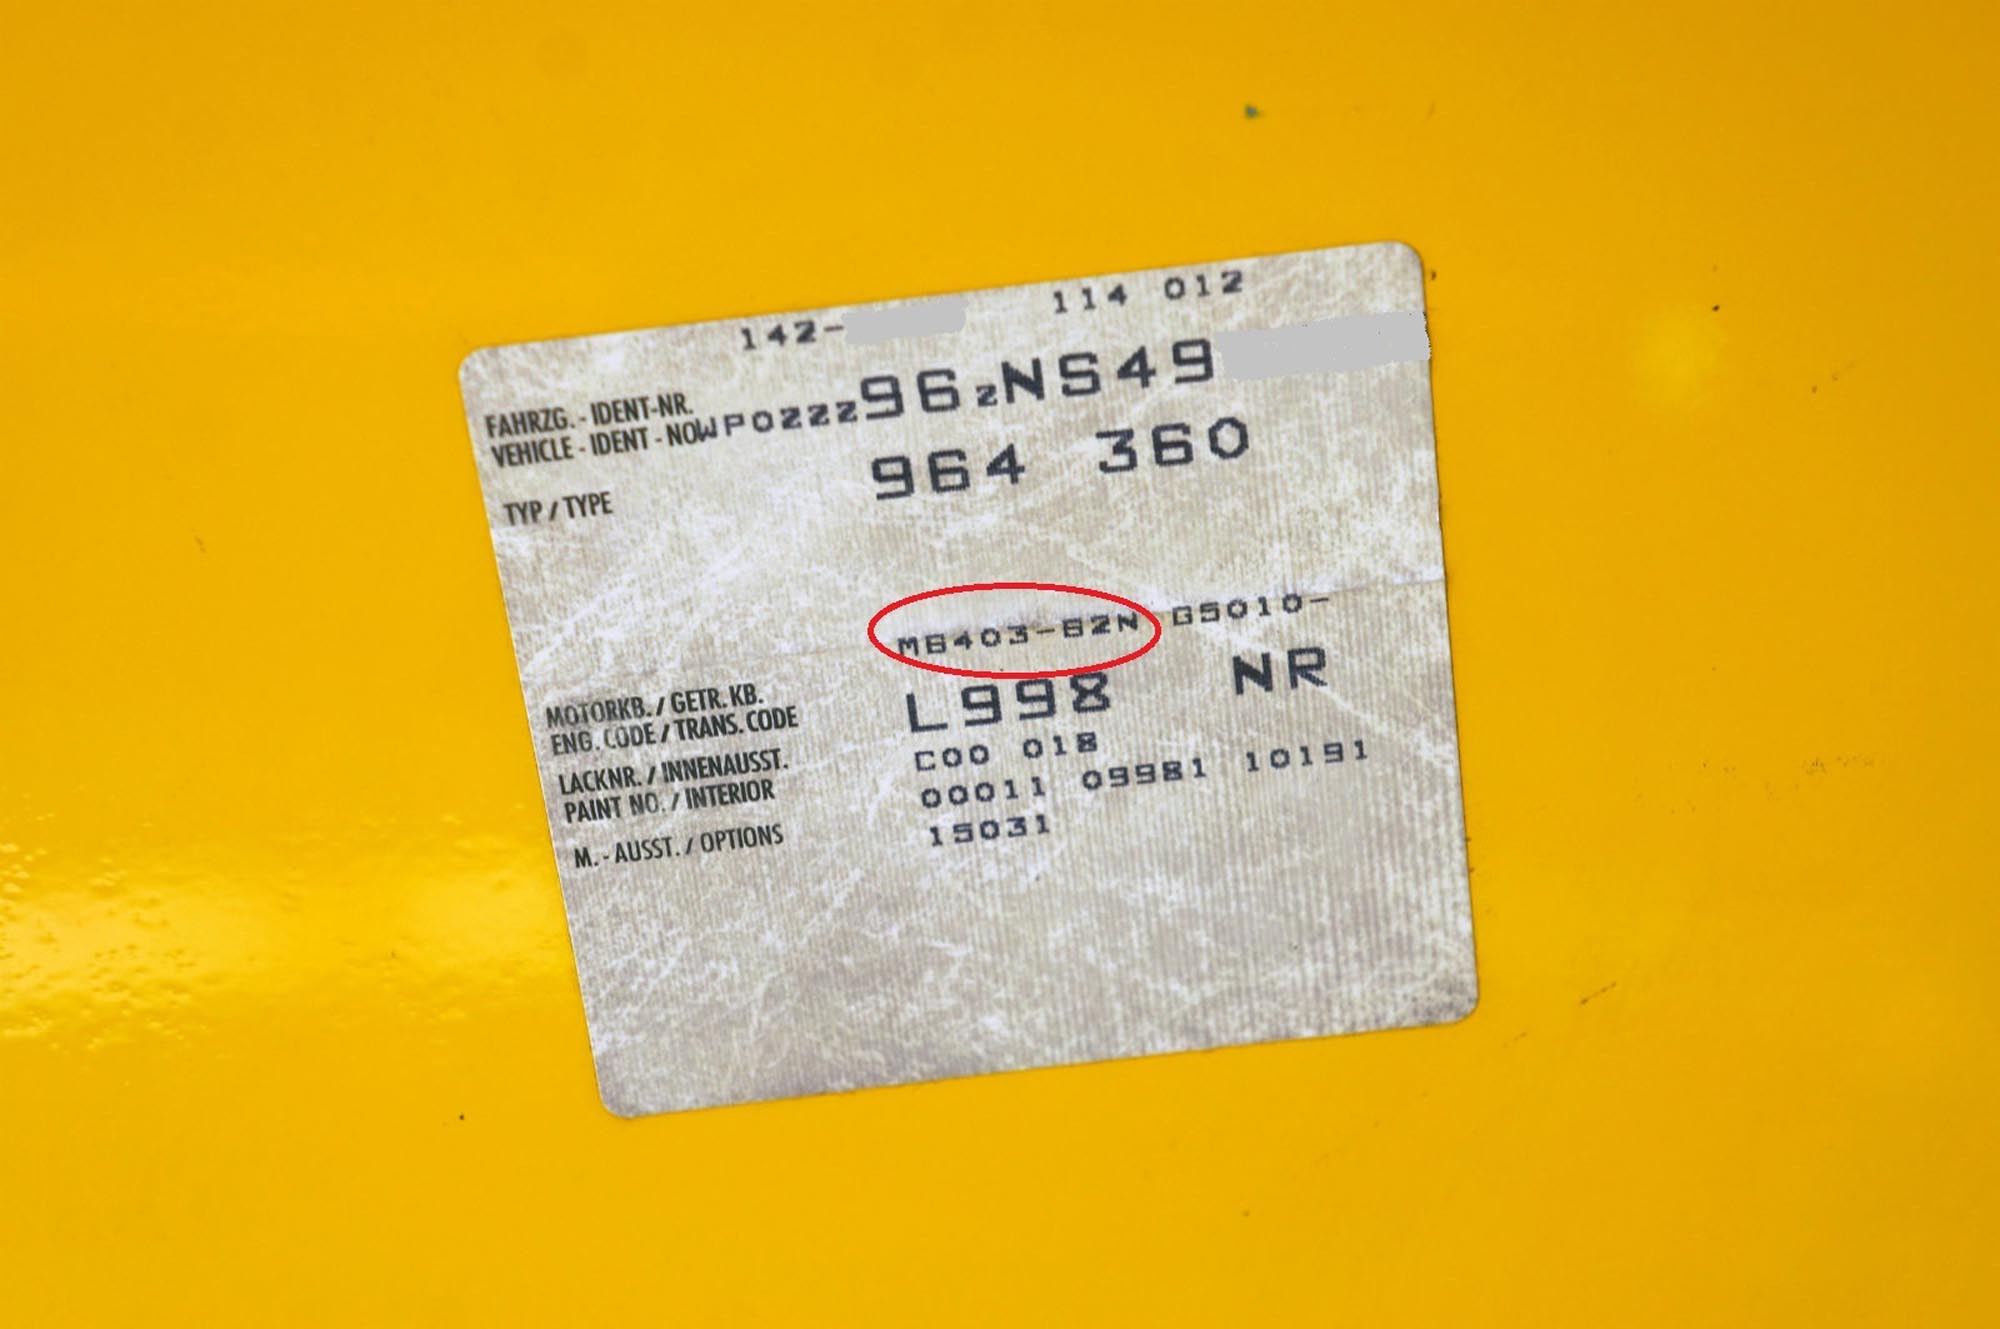 142- 114 012
FAHRZG. - IDENT-NR.
VEHICLE - IDENT - NO WP0ZZZ96ZNS49
TYP / TYPE 964 360
M6403-62N G5010-
MOTORKB. / GETR. KB.
ENG. CODE / TRANS. CODE
L998 NR
LACKNR. / INNENAUSST.
PAINT NO. / INTERIOR
C00 018
00011 09981 10191
M. - AUSST. / OPTIONS
15031